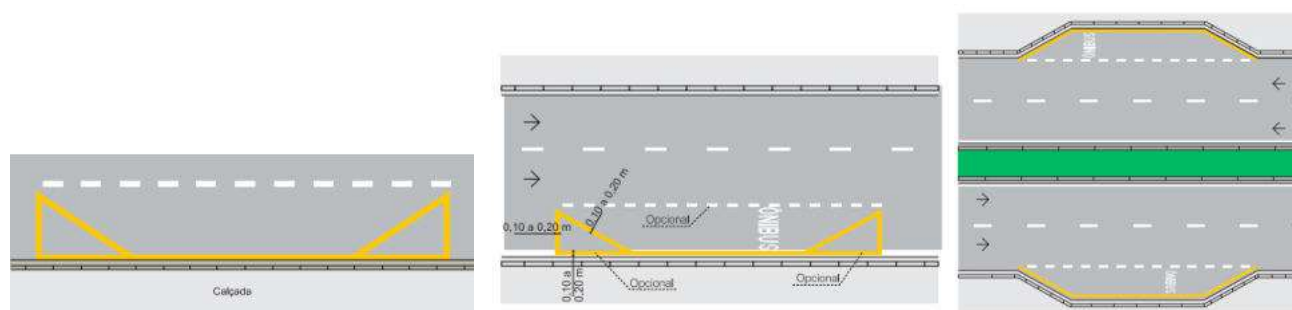 Calçada
0,10 a 0,20 m
0,10 a 0,20 m
Opcional
ÔNIBUS
0,10 a
0,20 m
Opcional
Opcional
ÔNIBUS
ÔNIBUS